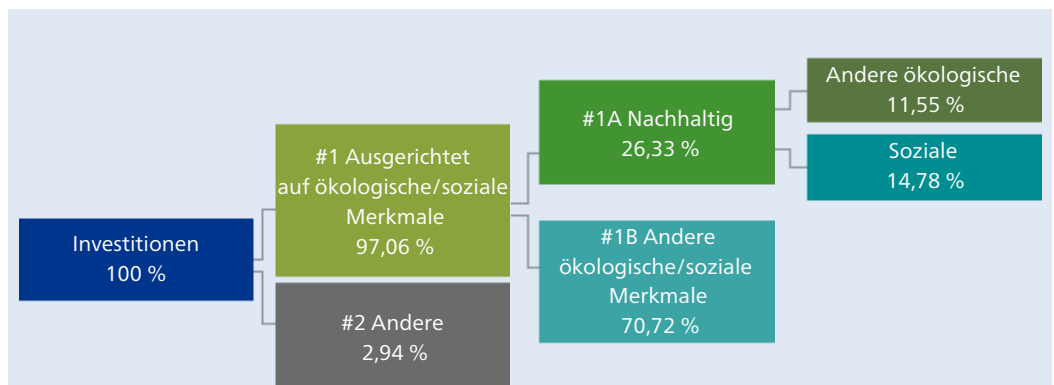 Investitionen
100 %
#1 Ausgerichtet
auf ökologische/soziale
Merkmale
97,06 %
#2 Andere
2,94 %
#1A Nachhaltig
26,33 %
#1B Andere
ökologische/soziale
Merkmale
70,72 %
Andere ökologische
11,55 %
Soziale
14,78 %